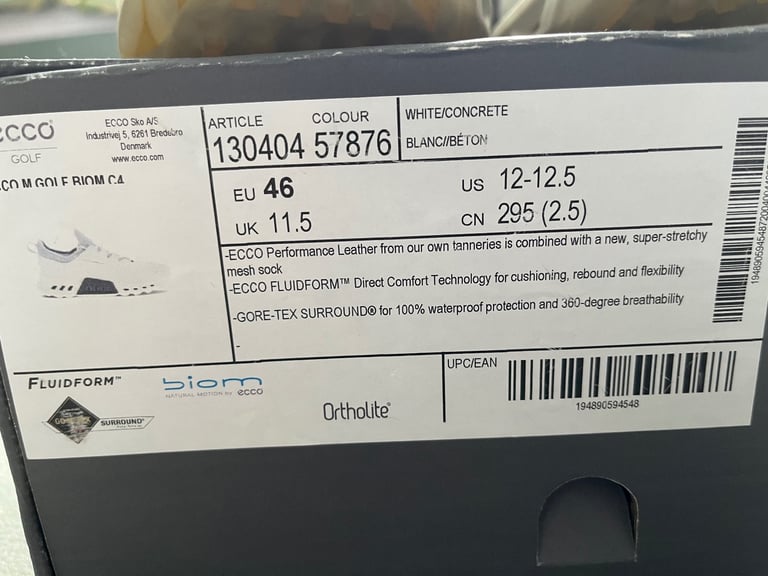 ecco
GOLF
ECCO Sko A/S
Industrivej 5, 6261 Bredebro
Denmark
www.ecco.com
ARTICLE COLOUR
130404 57876
WHITE/CONCRETE
BLANC//BÉTON
CO M GOLF BIOM C4
EU 46
US 12-12.5
UK 11.5
CN 295 (2.5)
-ECCO Performance Leather from our own tanneries is combined with a new, super-stretchy
mesh sock
-ECCO FLUIDFORM™ Direct Comfort Technology for cushioning, rebound and flexibility
-GORE-TEX SURROUND® for 100% waterproof protection and 360-degree breathability
-
FLUIDFORM™
biom
NATURAL MOTION by ecco
SURROUND®
Ortholite®
UPC/EAN
194890594548